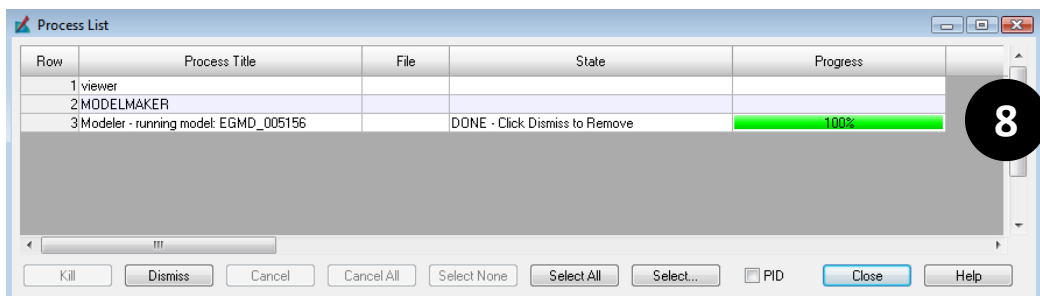 Process List
Row Process Title File State Progress
1 viewer
2 MODELMAKER
3 Modeler - running model: EGMD_005156 DONE - Click Dismiss to Remove 100%
8
Kill Dismiss Cancel Cancel All Select None Select All Select... PID Close Help